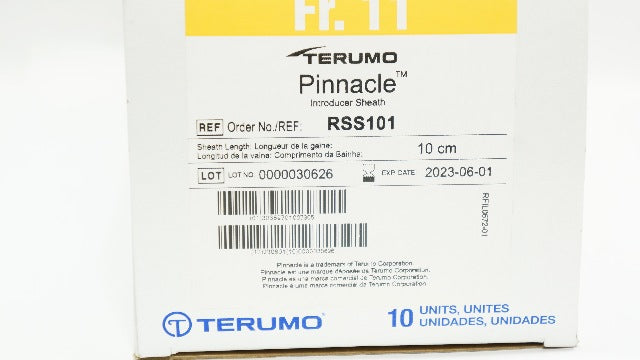 Fr. 11
TERUMO
Pinnacle™
Introducer Sheath
REF Order No./REF: RSS101
Sheath Length: Longueur de la gaine:
Longitud de la vaina: Comprimento da Bainha:
10 cm
LOT LOT NO. 0000030626 EXP. DATE 2023-06-01
RFIL0672-01
Pinnacle is a trademark of Terumo Corporation.
Pinnacle est une marque déposée de Terumo Corporation.
Pinnacle es una marca comercial de Terumo Corporation.
Pinnacle é uma marca comercial da Terumo Corporation.
TERUMO® 10 UNITS, UNITES
UNIDADES, UNIDADES